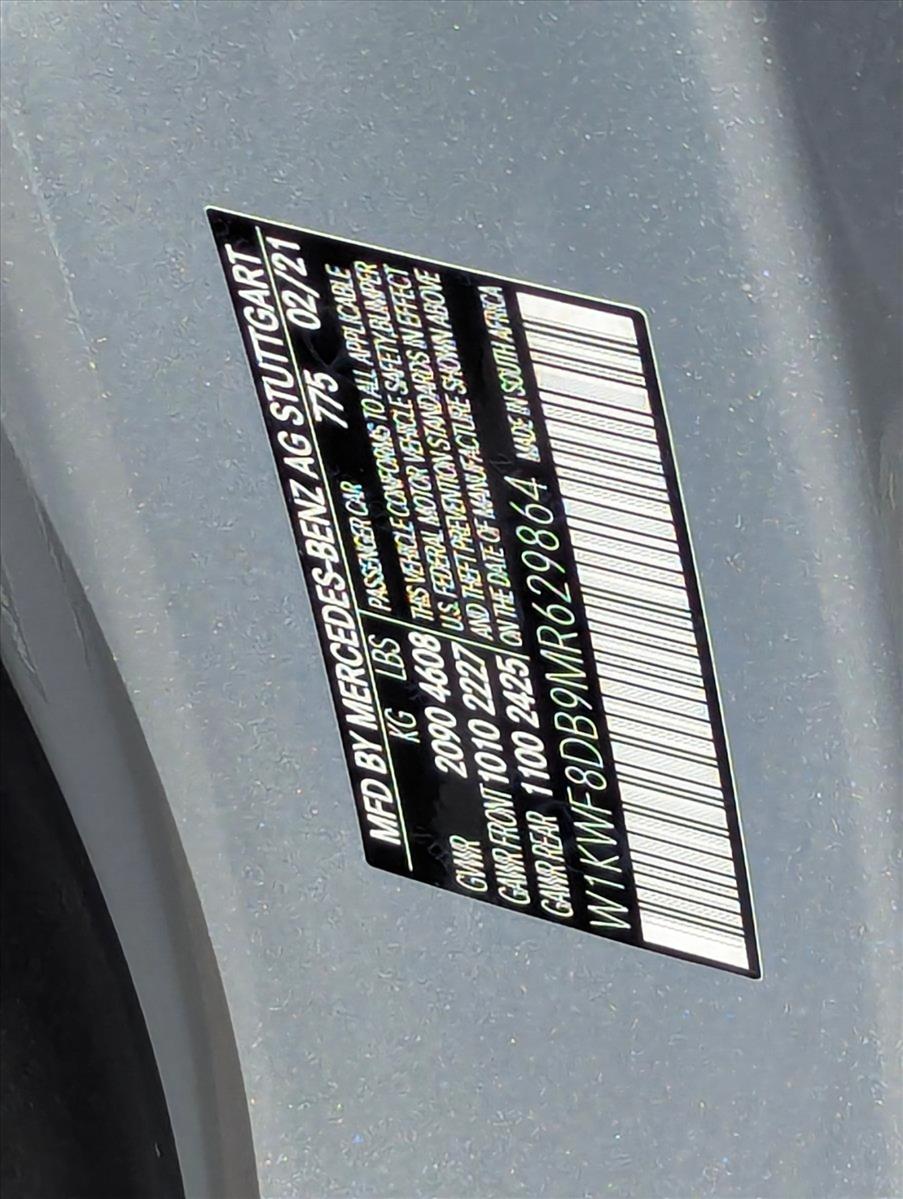 MFD BY MERCEDES-BENZ AG STUTTGART
KG LBS 775 02/21
GVWR 2090 4608
GAWR FRONT 1010 2227
GAWR REAR 1100 2425
PASSENGER CAR
THIS VEHICLE CONFORMS TO ALL APPLICABLE
U.S. FEDERAL MOTOR VEHICLE SAFETY BUMPER
AND THEFT PREVENTION STANDARDS IN EFFECT
ON THE DATE OF MANUFACTURE SHOWN ABOVE
W1KWF8DB9MR629864 MADE IN SOUTH AFRICA